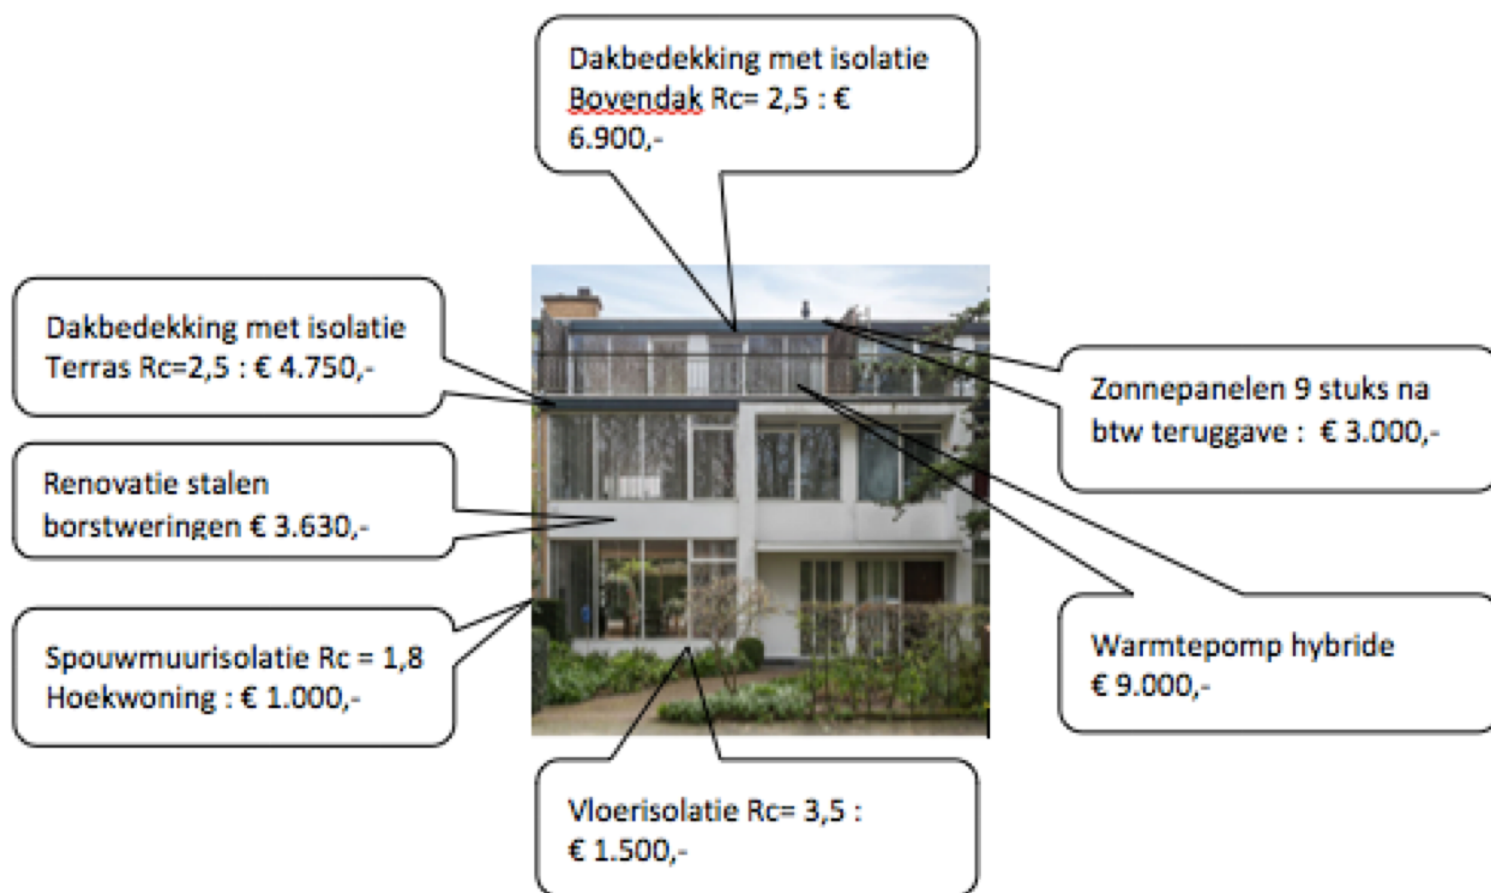 Dakbedekking met isolatie
Bovendak Rc= 2,5 : €
6.900,-
Dakbedekking met isolatie
Terras Rc=2,5 : € 4.750,-
Zonnepanelen 9 stuks na
btw teruggave : € 3.000,-
Renovatie stalen
borstweringen € 3.630,-
Spouwmuurisolatie Rc = 1,8
Hoekwoning : € 1.000,-
Warmtepomp hybride
€ 9.000,-
Vloerisolatie Rc= 3,5 :
€ 1.500,-